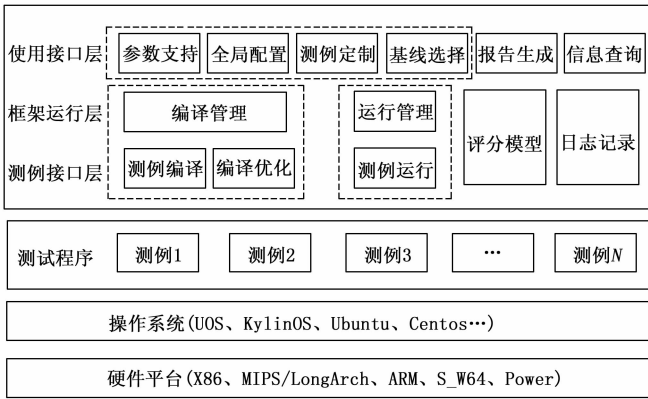 使用接口层 参数支持 全局配置 测例定制 基线选择 报告生成 信息查询
框架运行层 编译管理 运行管理 评分模型 日志记录
测例接口层 测例编译 编译优化 测例运行
测试程序 测例1 测例2 测例3 … 测例N
操作系统(UOS、KylinOS、Ubuntu、Centos…)
硬件平台(X86、MIPS/LongArch、ARM、S_W64、Power)